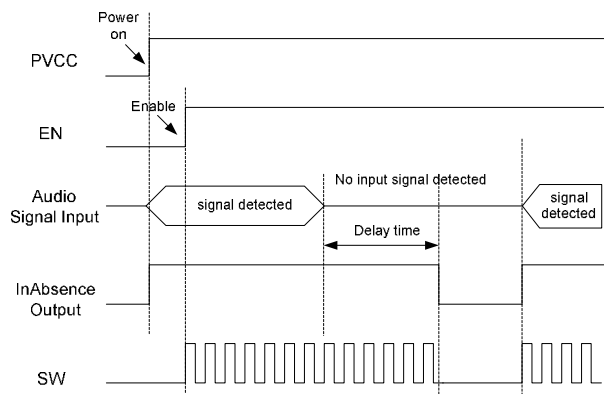 Power
on
PVCC
Enable
EN
No input signal detected
Audio
Signal Input
signal detected
signal
detected
Delay time
InAbsence
Output
SW